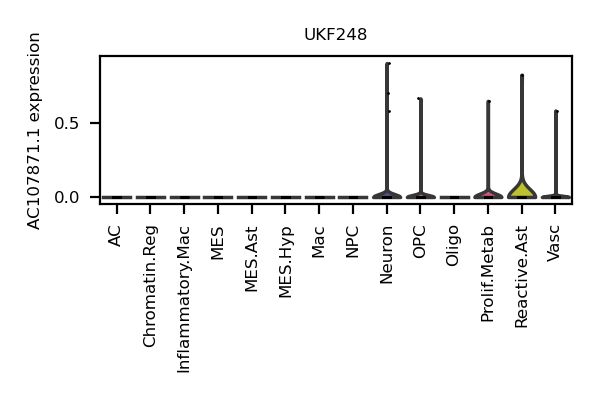 UKF248
AC107871.1 expression
0.5
0.0
AC
Chromatin.Reg
Inflammatory.Mac
MES
MES.Ast
MES.Hyp
Mac
NPC
Neuron
OPC
Oligo
Prolif.Metab
Reactive.Ast
Vasc